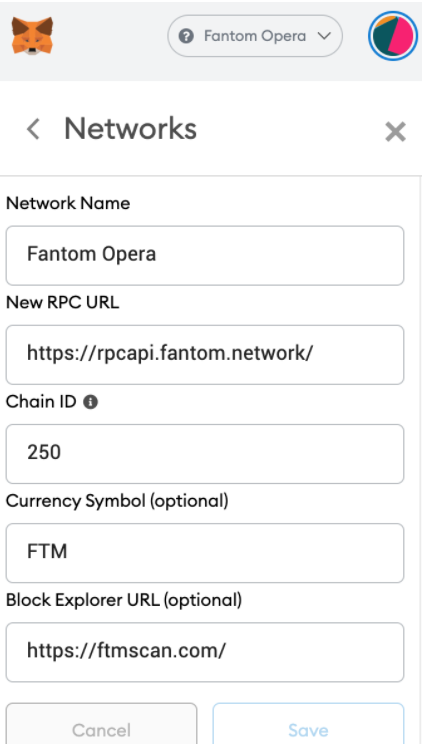 Fantom Opera
Networks
Network Name
Fantom Opera
New RPC URL
https://rpcapi.fantom.network/
Chain ID
250
Currency Symbol (optional)
FTM
Block Explorer URL (optional)
https://ftmscan.com/
Cancel Save